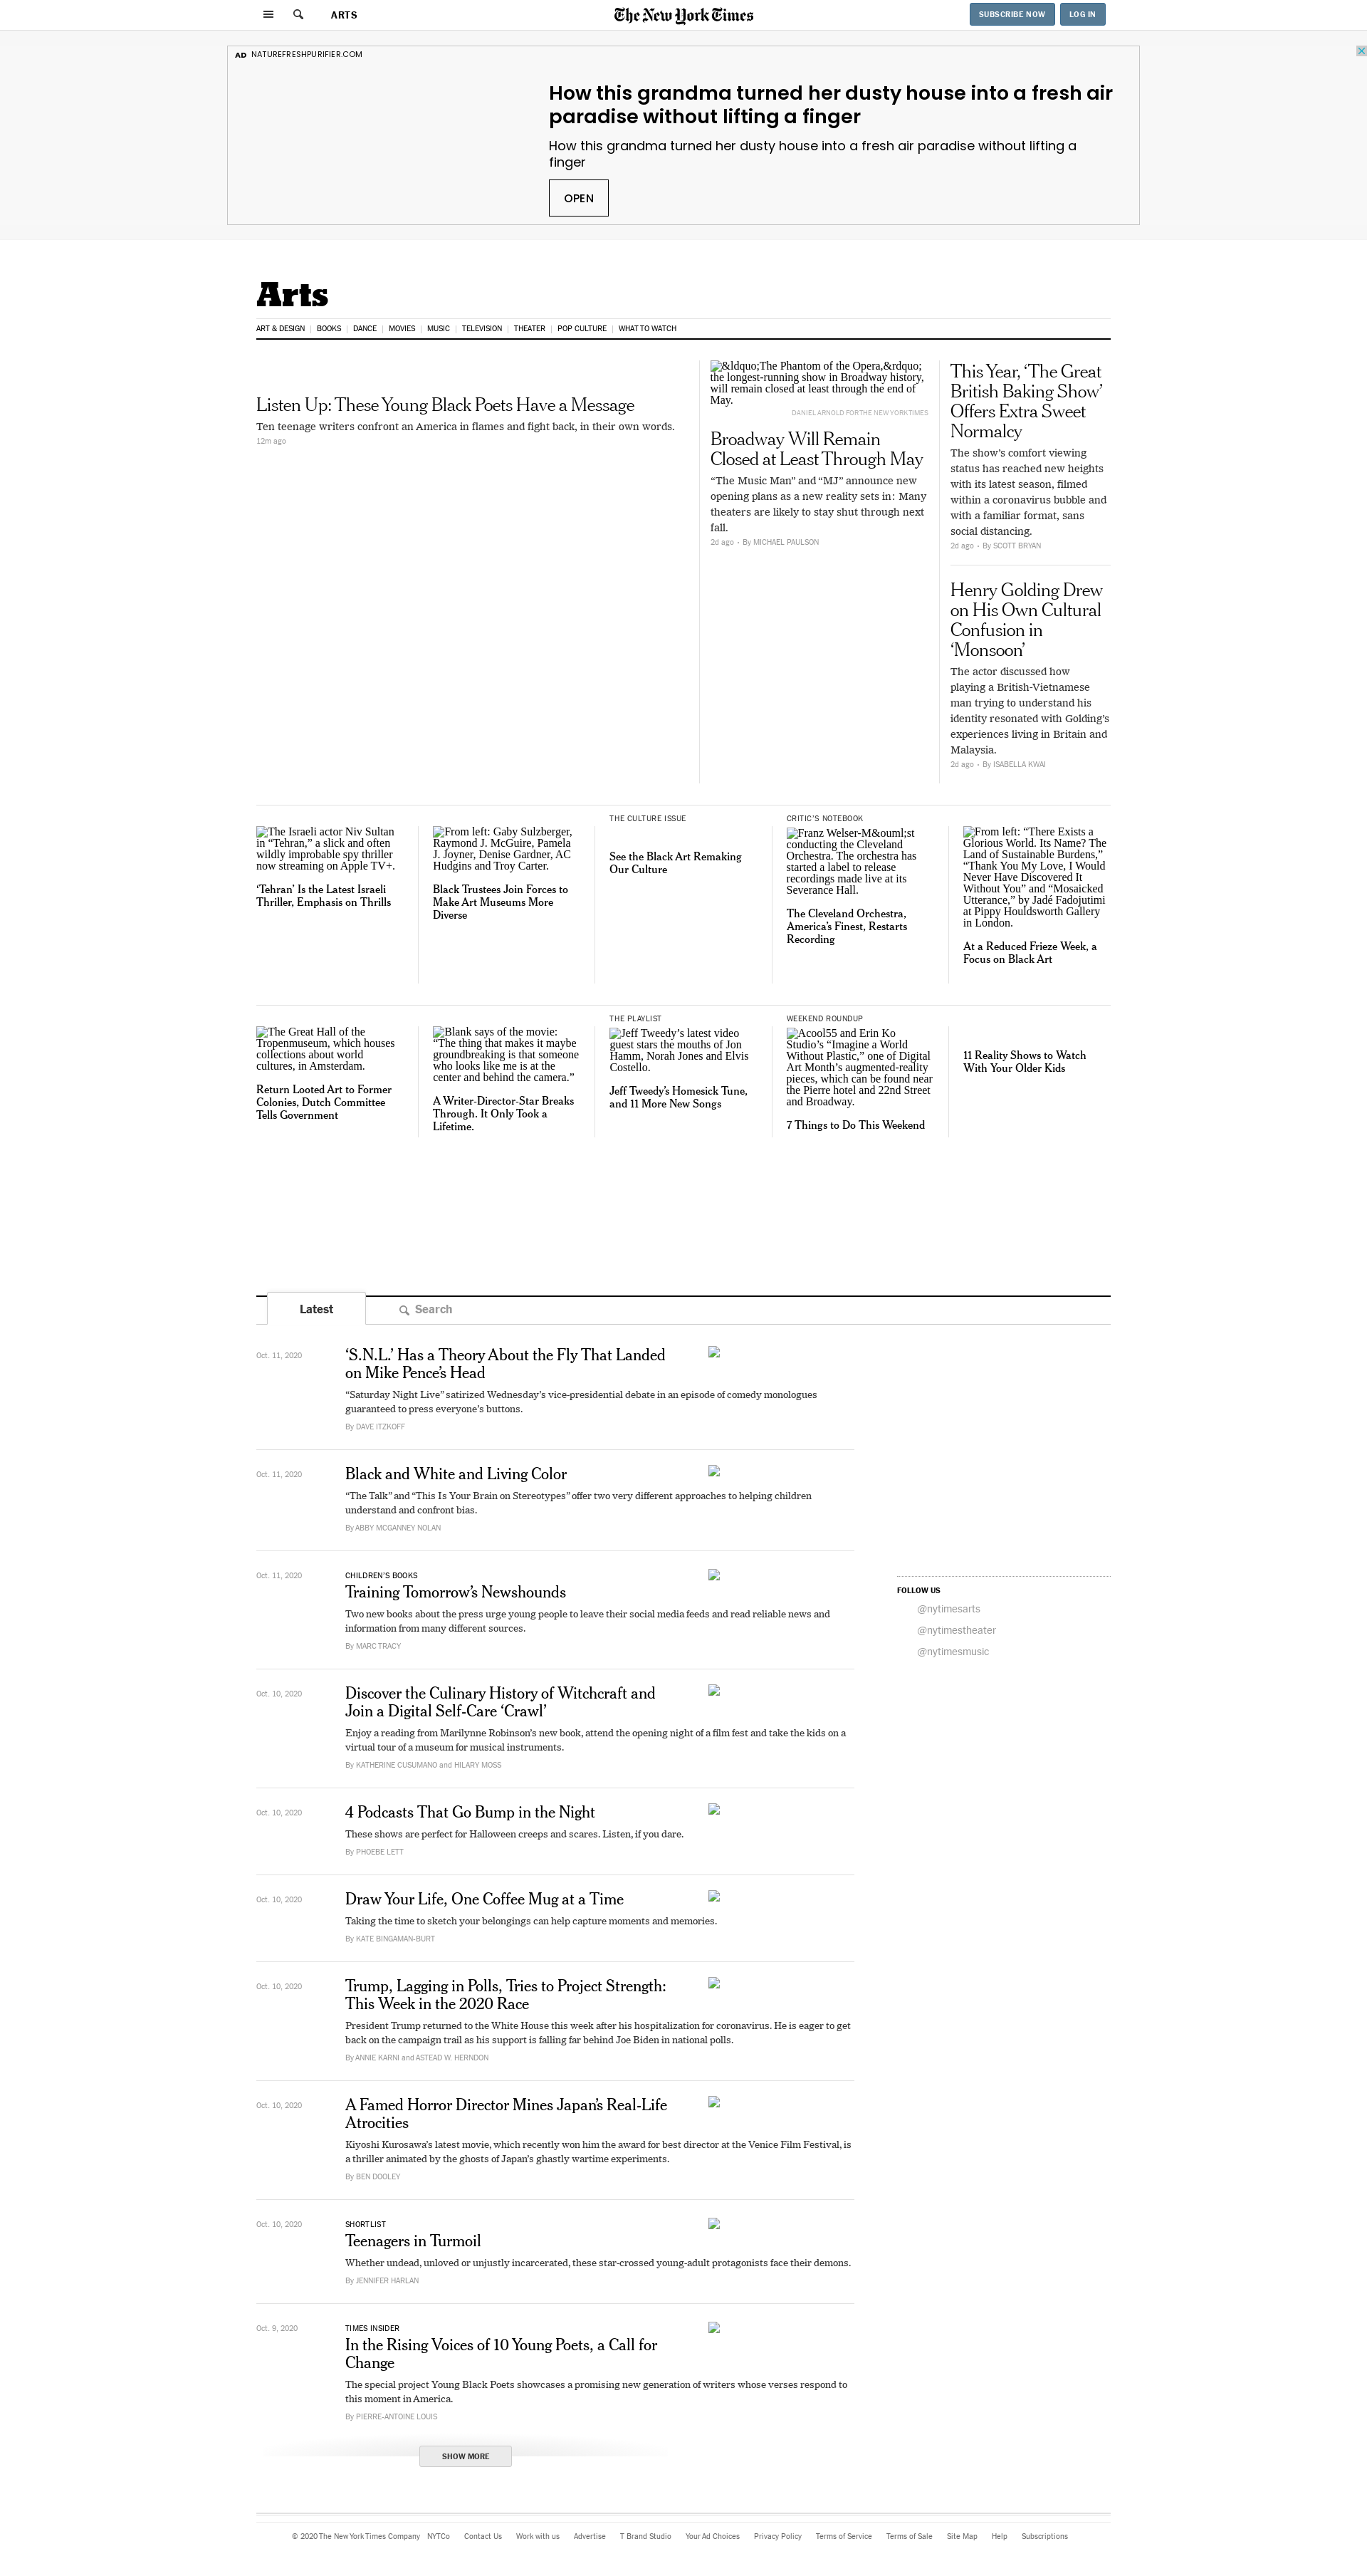 ARTS
The New York Times
SUBSCRIBE NOW
LOG IN
AD NATUREFRESHPURIFIER.COM
How this grandma turned her dusty house into a fresh air
paradise without lifting a finger
How this grandma turned her dusty house into a fresh air paradise without lifting a
finger
OPEN
Arts
ART & DESIGN | BOOKS | DANCE | MOVIES | MUSIC | TELEVISION | THEATER | POP CULTURE | WHAT TO WATCH
Listen Up: These Young Black Poets Have a Message
Ten teenage writers confront an America in flames and fight back, in their own words.
12m ago
&ldquo;The Phantom of the Opera,&rdquo;
the longest-running show in Broadway history,
will remain closed at least through the end of
May.
DANIEL ARNOLD FOR THE NEW YORK TIMES
Broadway Will Remain
Closed at Least Through May
“The Music Man” and “MJ” announce new
opening plans as a new reality sets in: Many
theaters are likely to stay shut through next
fall.
2d ago • By MICHAEL PAULSON
This Year, ‘The Great
British Baking Show’
Offers Extra Sweet
Normalcy
The show’s comfort viewing
status has reached new heights
with its latest season, filmed
within a coronavirus bubble and
with a familiar format, sans
social distancing.
2d ago • By SCOTT BRYAN
Henry Golding Drew
on His Own Cultural
Confusion in
‘Monsoon’
The actor discussed how
playing a British-Vietnamese
man trying to understand his
identity resonated with Golding’s
experiences living in Britain and
Malaysia.
2d ago • By ISABELLA KWAI
The Israeli actor Niv Sultan
in “Tehran,” a slick and often
wildly improbable spy thriller
now streaming on Apple TV+.
‘Tehran’ Is the Latest Israeli
Thriller, Emphasis on Thrills
From left: Gaby Sulzberger,
Raymond J. McGuire, Pamela
J. Joyner, Denise Gardner, AC
Hudgins and Troy Carter.
Black Trustees Join Forces to
Make Art Museums More
Diverse
THE CULTURE ISSUE
See the Black Art Remaking
Our Culture
CRITIC’S NOTEBOOK
Franz Welser-M&ouml;st
conducting the Cleveland
Orchestra. The orchestra has
started a label to release
recordings made live at its
Severance Hall.
The Cleveland Orchestra,
America’s Finest, Restarts
Recording
From left: “There Exists a
Glorious World. Its Name? The
Land of Sustainable Burdens,”
“Thank You My Love, I Would
Never Have Discovered It
Without You” and “Mosaicked
Utterance,” by Jadé Fadojutimi
at Pippy Houldsworth Gallery
in London.
At a Reduced Frieze Week, a
Focus on Black Art
The Great Hall of the
Tropenmuseum, which houses
collections about world
cultures, in Amsterdam.
Return Looted Art to Former
Colonies, Dutch Committee
Tells Government
Blank says of the movie:
“The thing that makes it maybe
groundbreaking is that someone
who looks like me is at the
center and behind the camera.”
A Writer-Director-Star Breaks
Through. It Only Took a
Lifetime.
THE PLAYLIST
Jeff Tweedy’s latest video
guest stars the mouths of Jon
Hamm, Norah Jones and Elvis
Costello.
Jeff Tweedy’s Homesick Tune,
and 11 More New Songs
WEEKEND ROUNDUP
Acool55 and Erin Ko
Studio’s “Imagine a World
Without Plastic,” one of Digital
Art Month’s augmented-reality
pieces, which can be found near
the Pierre hotel and 22nd Street
and Broadway.
7 Things to Do This Weekend
11 Reality Shows to Watch
With Your Older Kids
Latest
Search
Oct. 11, 2020
‘S.N.L.’ Has a Theory About the Fly That Landed
on Mike Pence’s Head
“Saturday Night Live” satirized Wednesday’s vice-presidential debate in an episode of comedy monologues
guaranteed to press everyone’s buttons.
By DAVE ITZKOFF
Oct. 11, 2020
Black and White and Living Color
“The Talk” and “This Is Your Brain on Stereotypes” offer two very different approaches to helping children
understand and confront bias.
By ABBY MCGANNEY NOLAN
Oct. 11, 2020
CHILDREN’S BOOKS
Training Tomorrow’s Newshounds
Two new books about the press urge young people to leave their social media feeds and read reliable news and
information from many different sources.
By MARC TRACY
FOLLOW US
@nytimesarts
@nytimestheater
@nytimesmusic
Oct. 10, 2020
Discover the Culinary History of Witchcraft and
Join a Digital Self-Care ‘Crawl’
Enjoy a reading from Marilynne Robinson’s new book, attend the opening night of a film fest and take the kids on a
virtual tour of a museum for musical instruments.
By KATHERINE CUSUMANO and HILARY MOSS
Oct. 10, 2020
4 Podcasts That Go Bump in the Night
These shows are perfect for Halloween creeps and scares. Listen, if you dare.
By PHOEBE LETT
Oct. 10, 2020
Draw Your Life, One Coffee Mug at a Time
Taking the time to sketch your belongings can help capture moments and memories.
By KATE BINGAMAN-BURT
Oct. 10, 2020
Trump, Lagging in Polls, Tries to Project Strength:
This Week in the 2020 Race
President Trump returned to the White House this week after his hospitalization for coronavirus. He is eager to get
back on the campaign trail as his support is falling far behind Joe Biden in national polls.
By ANNIE KARNI and ASTEAD W. HERNDON
Oct. 10, 2020
A Famed Horror Director Mines Japan’s Real-Life
Atrocities
Kiyoshi Kurosawa’s latest movie, which recently won him the award for best director at the Venice Film Festival, is
a thriller animated by the ghosts of Japan’s ghastly wartime experiments.
By BEN DOOLEY
Oct. 10, 2020
SHORTLIST
Teenagers in Turmoil
Whether undead, unloved or unjustly incarcerated, these star-crossed young-adult protagonists face their demons.
By JENNIFER HARLAN
Oct. 9, 2020
TIMES INSIDER
In the Rising Voices of 10 Young Poets, a Call for
Change
The special project Young Black Poets showcases a promising new generation of writers whose verses respond to
this moment in America.
By PIERRE-ANTOINE LOUIS
SHOW MORE
© 2020 The New York Times Company NYTCo Contact Us Work with us Advertise T Brand Studio Your Ad Choices Privacy Policy Terms of Service Terms of Sale Site Map Help Subscriptions